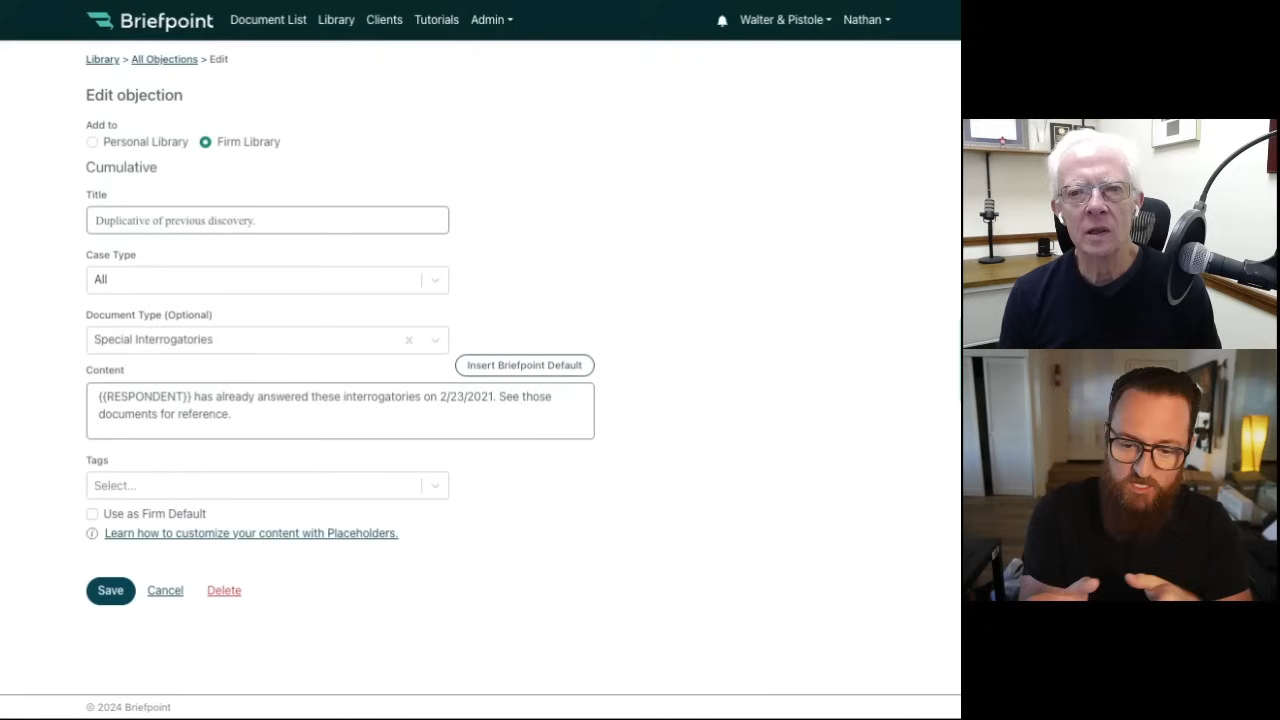 Briefpoint Document List Library Clients Tutorials Admin Walter & Pistole Nathan
Library > All Objections > Edit
Edit objection
Add to
Personal Library Firm Library
Cumulative
Title
Duplicative of previous discovery.
Case Type
All
Document Type (Optional)
Special Interrogatories
Insert Briefpoint Default
Content
{{RESPONDENT}} has already answered these interrogatories on 2/23/2021. See those
documents for reference.
Tags
Select...
Use as Firm Default
Learn how to customize your content with Placeholders.
Save Cancel Delete
© 2024 Briefpoint